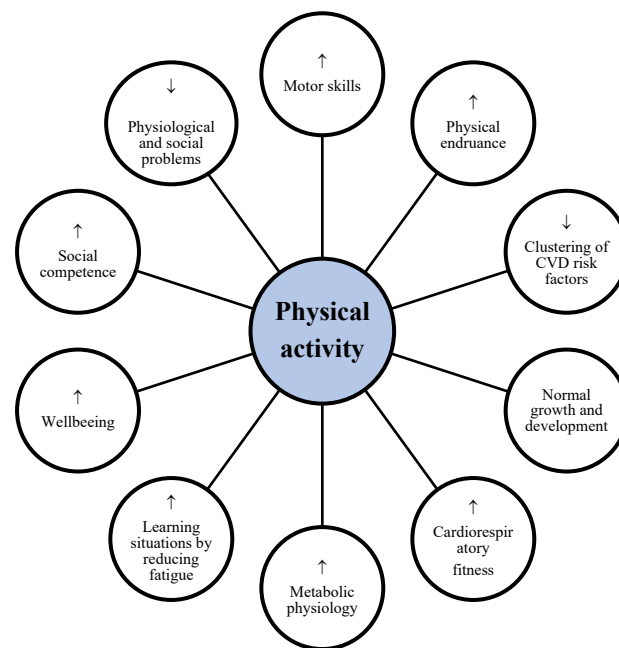 ↑
Motor skills
↑
Physical
endruance
↓
Clustering of
CVD risk
factors
Normal
growth and
development
↑
Cardiorespir
atory
fitness
↑
Metabolic
physiology
↑
Learning
situations by
reducing
fatigue
↑
Wellbeeing
↑
Social
competence
↓
Physiological
and social
problems
Physical
activity